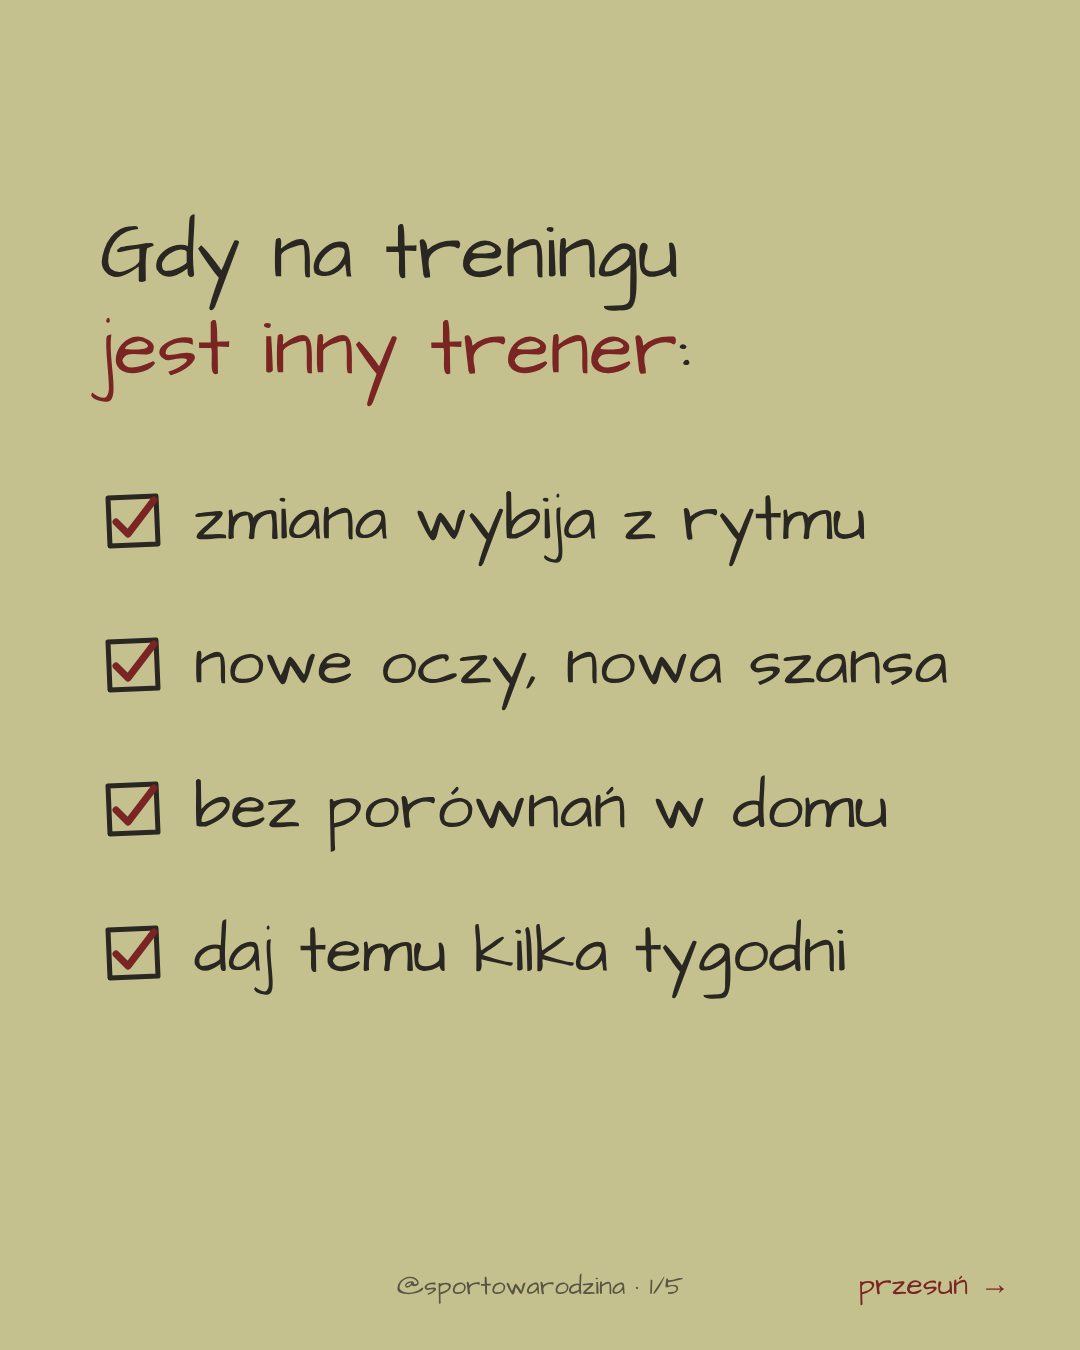 Gdy na treningu
jest inny trener:
zmiana wybija z rytmu
nowe oczy, nowa szansa
bez porównań w domu
daj temu kilka tygodni
@sportowarodzina · 1/5
przesuń →